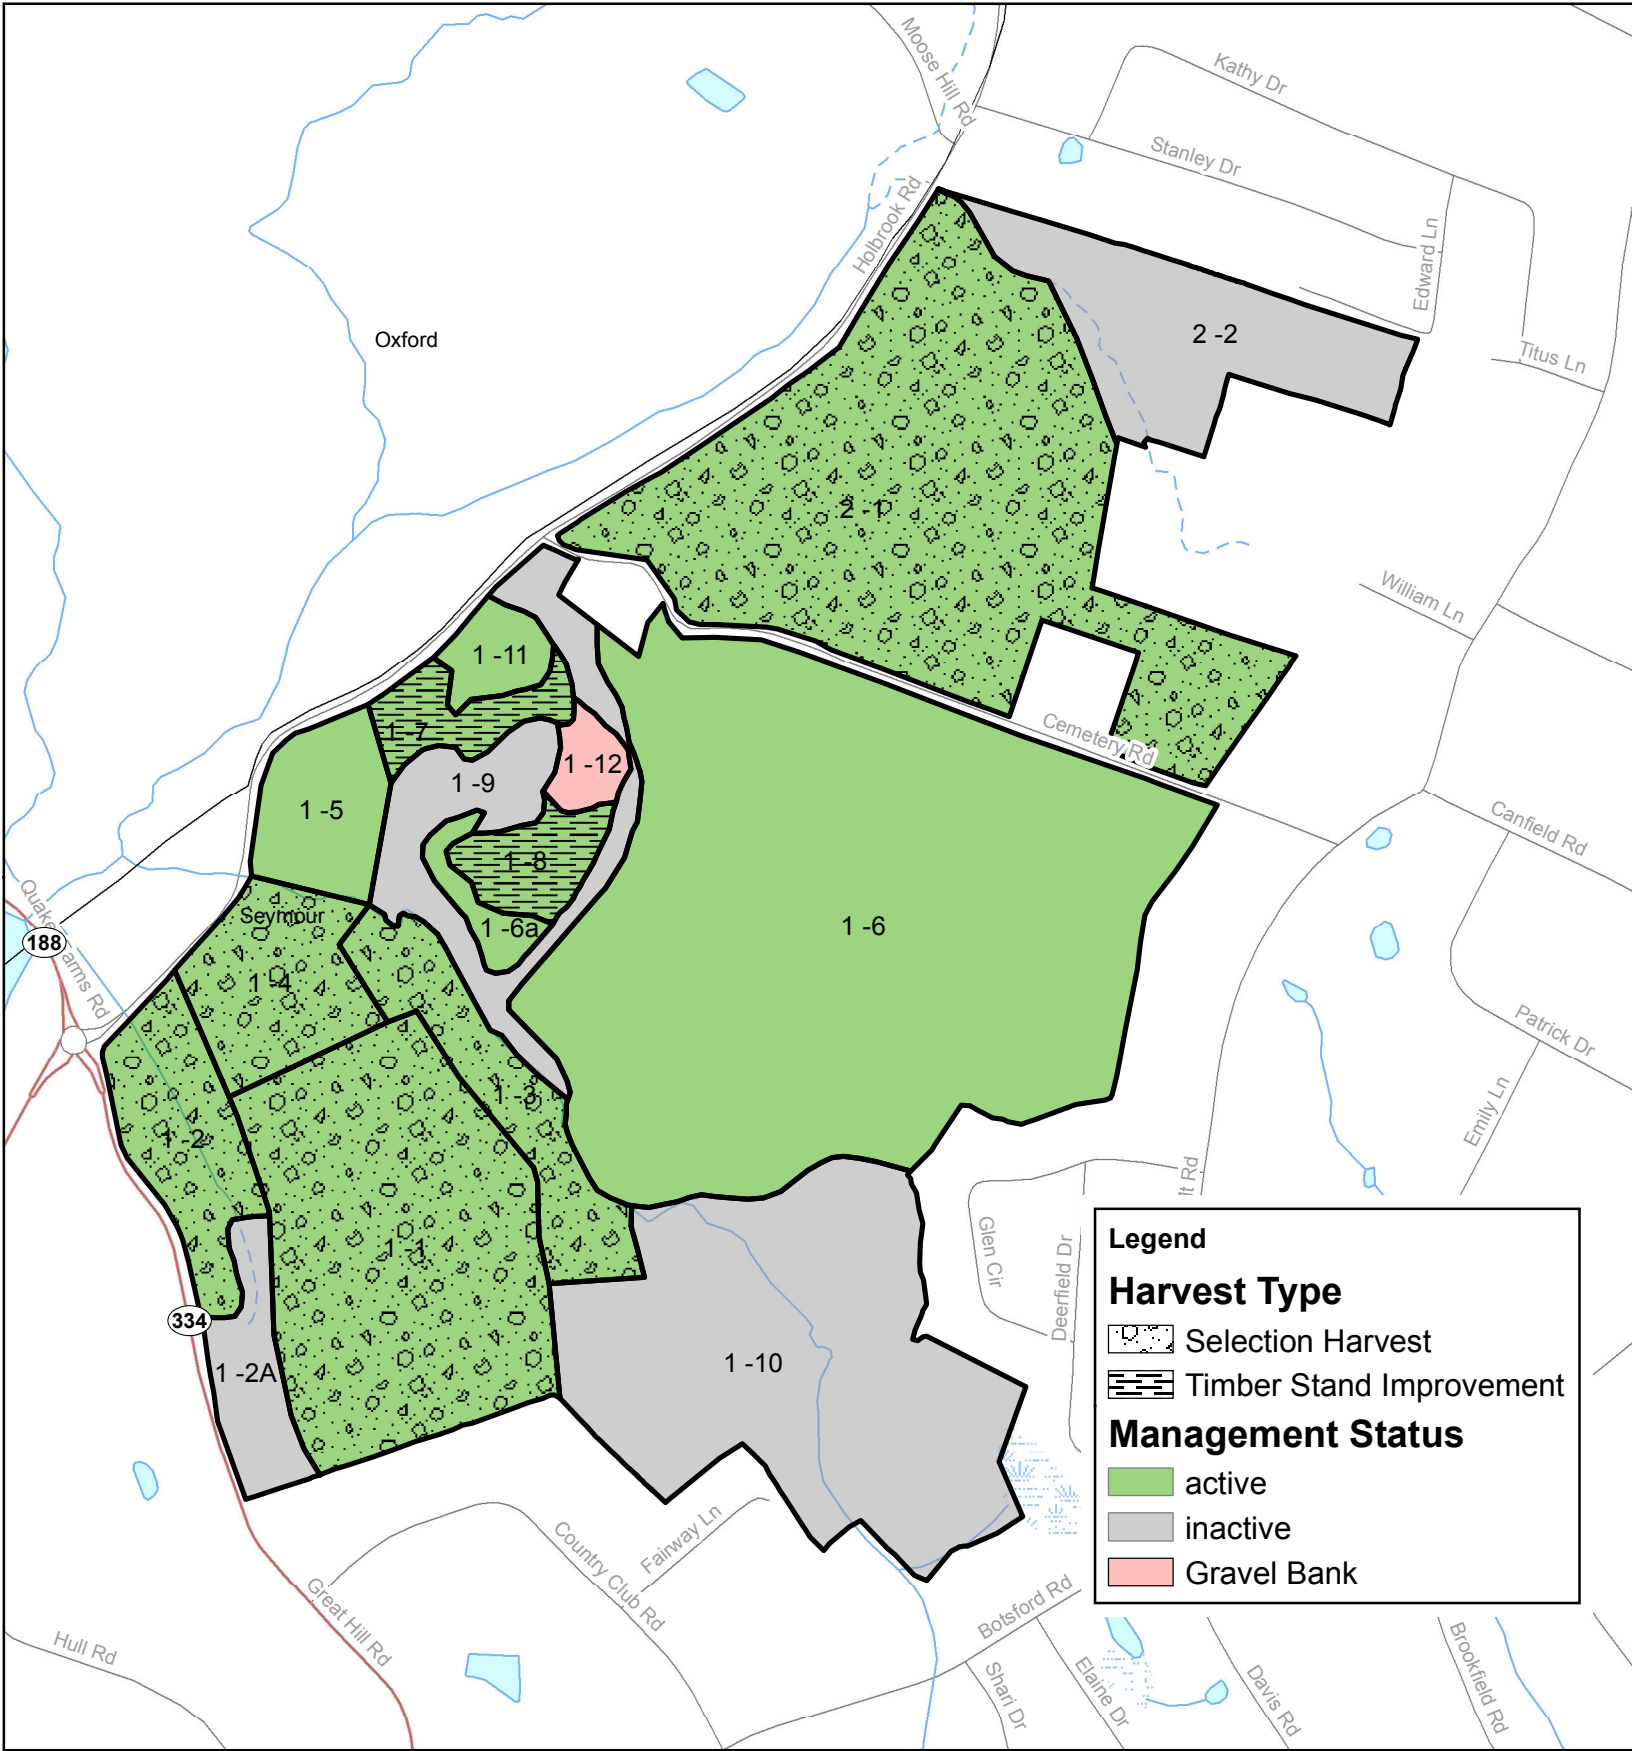 Moose Hill Rd
Kathy Dr
Stanley Dr
Holbrook Rd
Edward Ln
Oxford
2 -2
Titus Ln
2 -1
William Ln
1 -11
1 -7
Cemetery Rd
1 -12
1 -9
1 -5
Canfield Rd
1 -8
Seymour
1 -6a
1 -6
188
Quaker Farms Rd
1 -4
Patrick Dr
1 -3
Emily Ln
1 -2
lt Rd
Glen Cir
Deerfield Dr
1 -1
334
1 -2A
1 -10
Legend
Harvest Type
Selection Harvest
Timber Stand Improvement
Management Status
active
inactive
Gravel Bank
Fairway Ln
Country Club Rd
Great Hill Rd
Botsford Rd
Hull Rd
Shari Dr
Elaine Dr
Davis Rd
Brookfield Rd